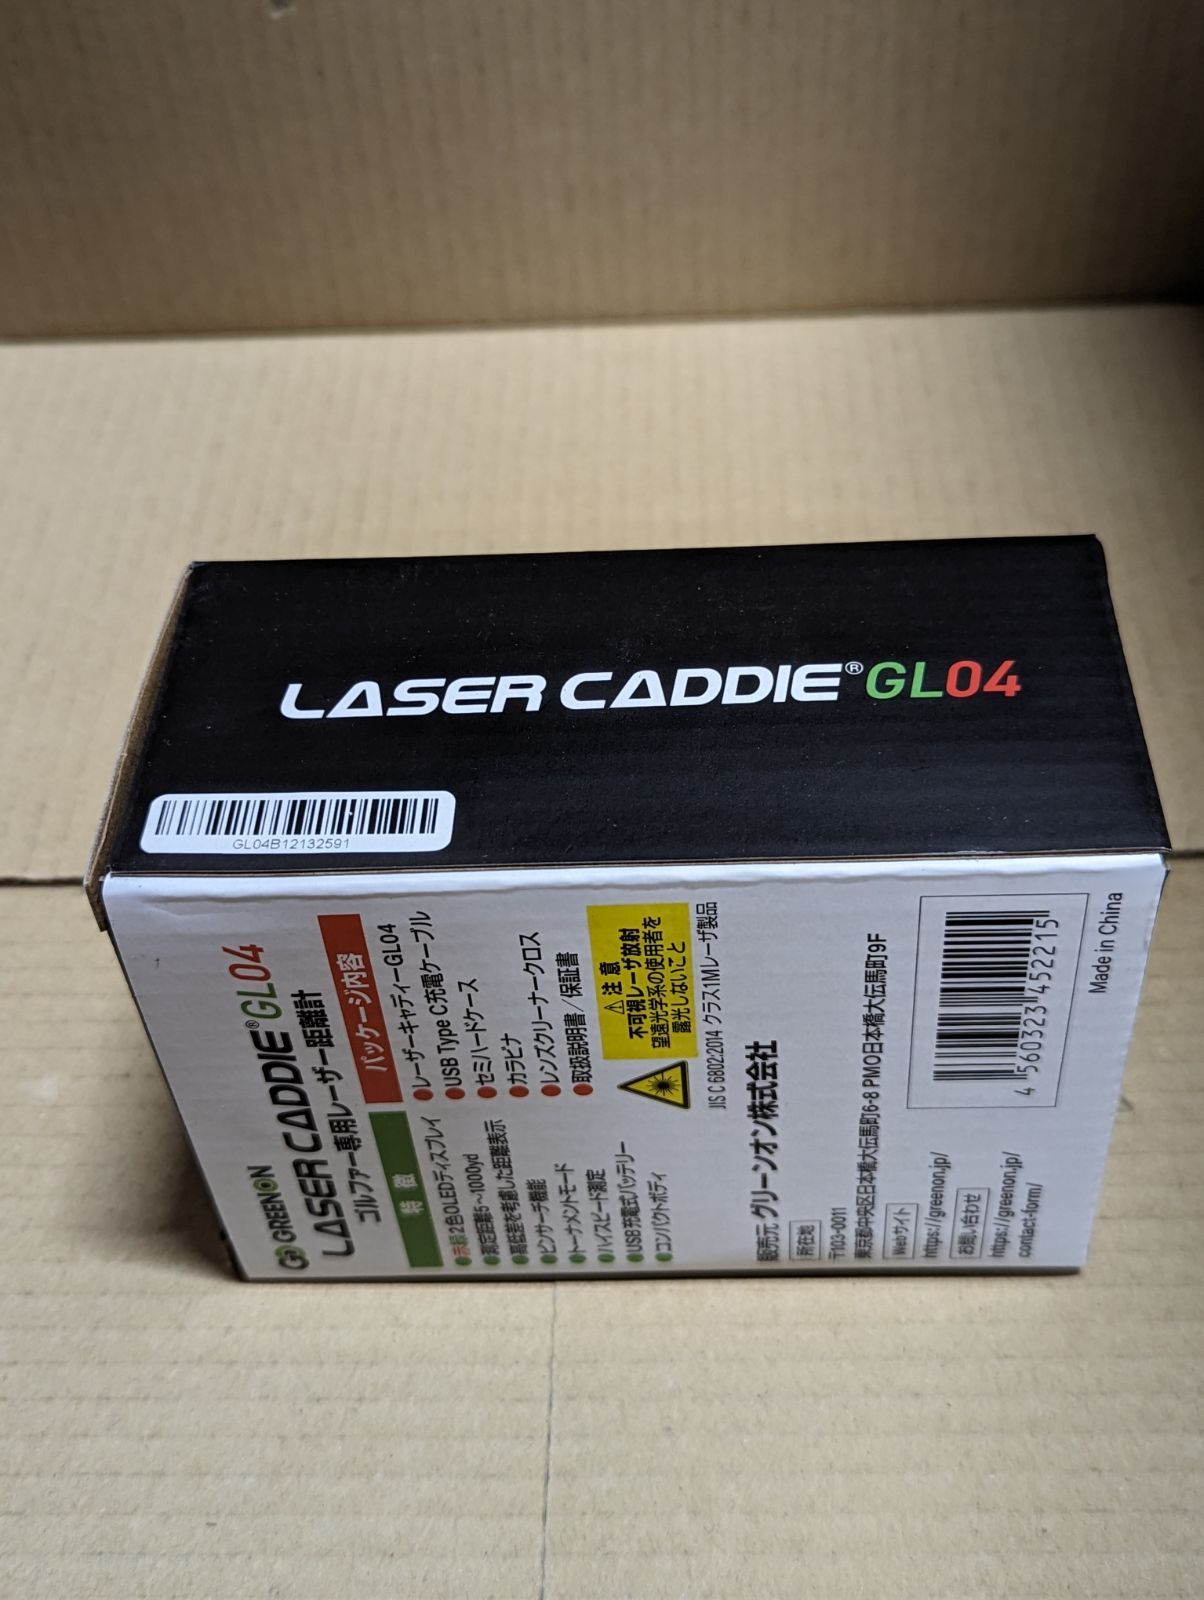 LASER CADDIE®GL04
GL04B12132591
GREENON
LASER CADDIE®GL04
ゴルファー専用レーザー距離計
特 徴
●赤緑2色OLEDディスプレイ
●測定距離5～1000yd
●高低差を考慮した距離表示
●ピンサーチ機能
●トーナメントモード
●ハイスピード測定
●USB充電式バッテリー
●コンパクトボディ
パッケージ内容
●レーザーキャディーGL04
●USB Type C充電ケーブル
●セミハードケース
●カラビナ
●レンズクリーナークロス
●取扱説明書／保証書
⚠ 注 意
不可視レーザ放射
望遠光学系の使用者を
露光しないこと
JIS C 6802:2014 クラス1Mレーザ製品
販売元 グリーンオン株式会社
所在地
〒103-0011
東京都中央区日本橋大伝馬町6-8 PMO日本橋大伝馬町9F
Webサイト
https://greenon.jp/
お問い合わせ
https://greenon.jp/
contact-form/
4 560323 452215
Made in China